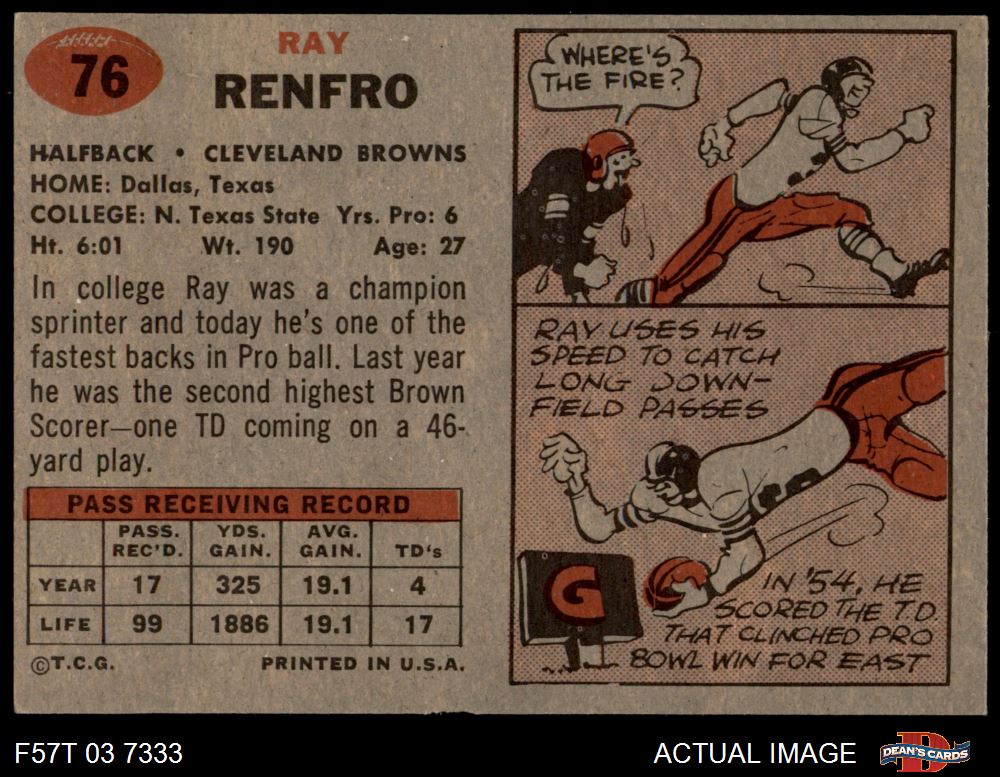 76
RAY
RENFRO
HALFBACK • CLEVELAND BROWNS
HOME: Dallas, Texas
COLLEGE: N. Texas State Yrs. Pro: 6
Ht. 6:01 Wt. 190 Age: 27
In college Ray was a champion
sprinter and today he's one of the
fastest backs in Pro ball. Last year
he was the second highest Brown
Scorer—one TD coming on a 46-
yard play.
PASS RECEIVING RECORD
PASS. REC'D. YDS. GAIN. AVG. GAIN. TD's
YEAR 17 325 19.1 4
LIFE 99 1886 19.1 17
©T.C.G. PRINTED IN U.S.A.
WHERE'S
THE FIRE?
RAY USES HIS
SPEED TO CATCH
LONG DOWN-
FIELD PASSES
G
IN '54, HE
SCORED THE TD
THAT CLINCHED PRO
BOWL WIN FOR EAST
F57T 03 7333
ACTUAL IMAGE
DEAN'S CARDS